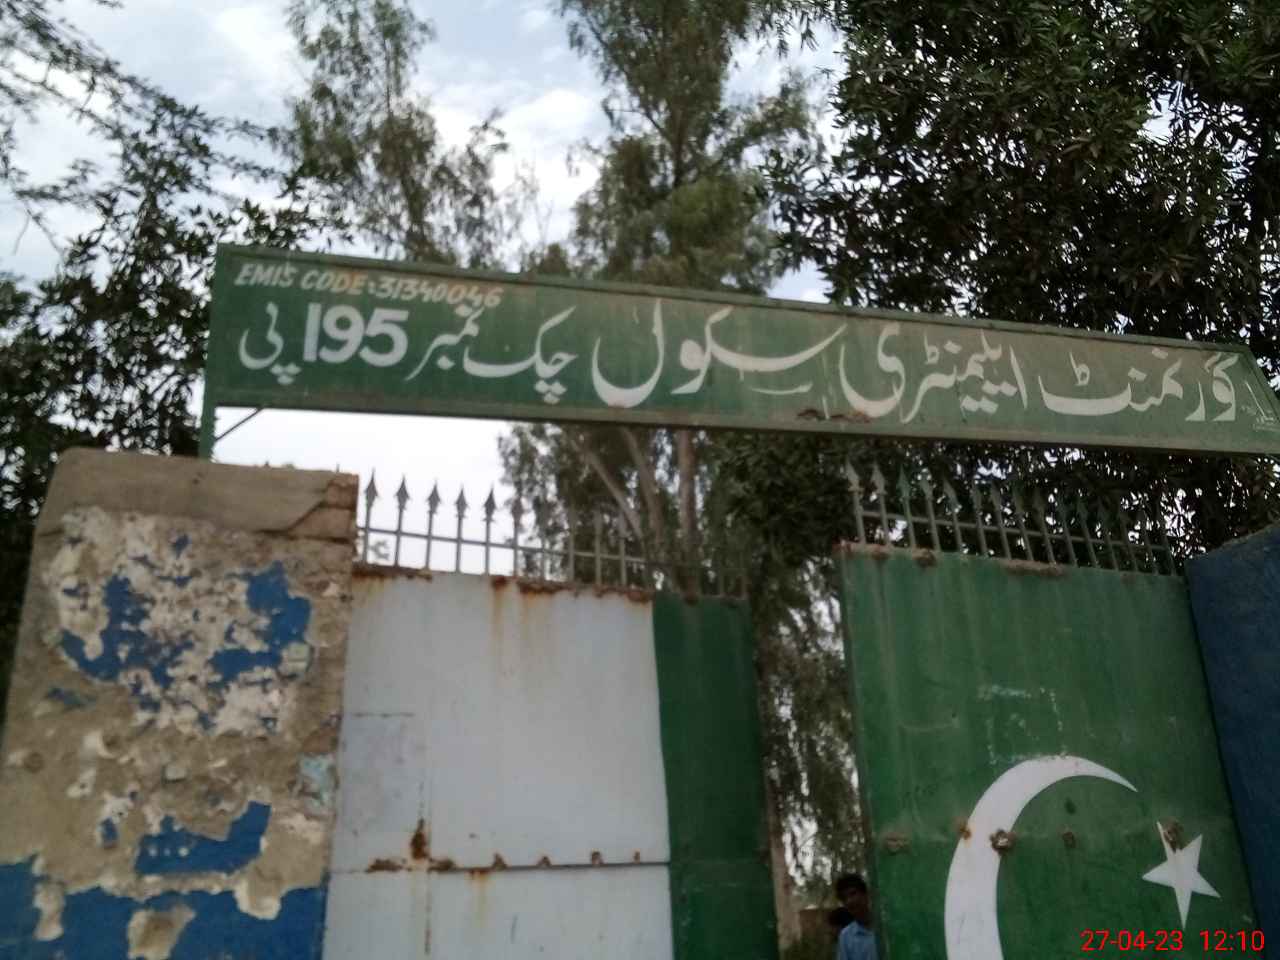 EMIS CODE:31340046
گورنمنٹ ایلیمنٹری سکول چک نمبر 195 پی
27-04-23 12:10